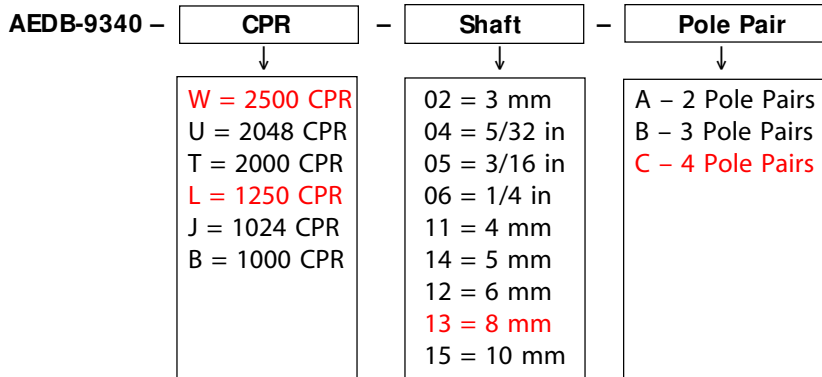 AEDB-9340 – CPR – Shaft – Pole Pair
W = 2500 CPR
U = 2048 CPR
T = 2000 CPR
L = 1250 CPR
J = 1024 CPR
B = 1000 CPR
02 = 3 mm
04 = 5/32 in
05 = 3/16 in
06 = 1/4 in
11 = 4 mm
14 = 5 mm
12 = 6 mm
13 = 8 mm
15 = 10 mm
A – 2 Pole Pairs
B – 3 Pole Pairs
C – 4 Pole Pairs